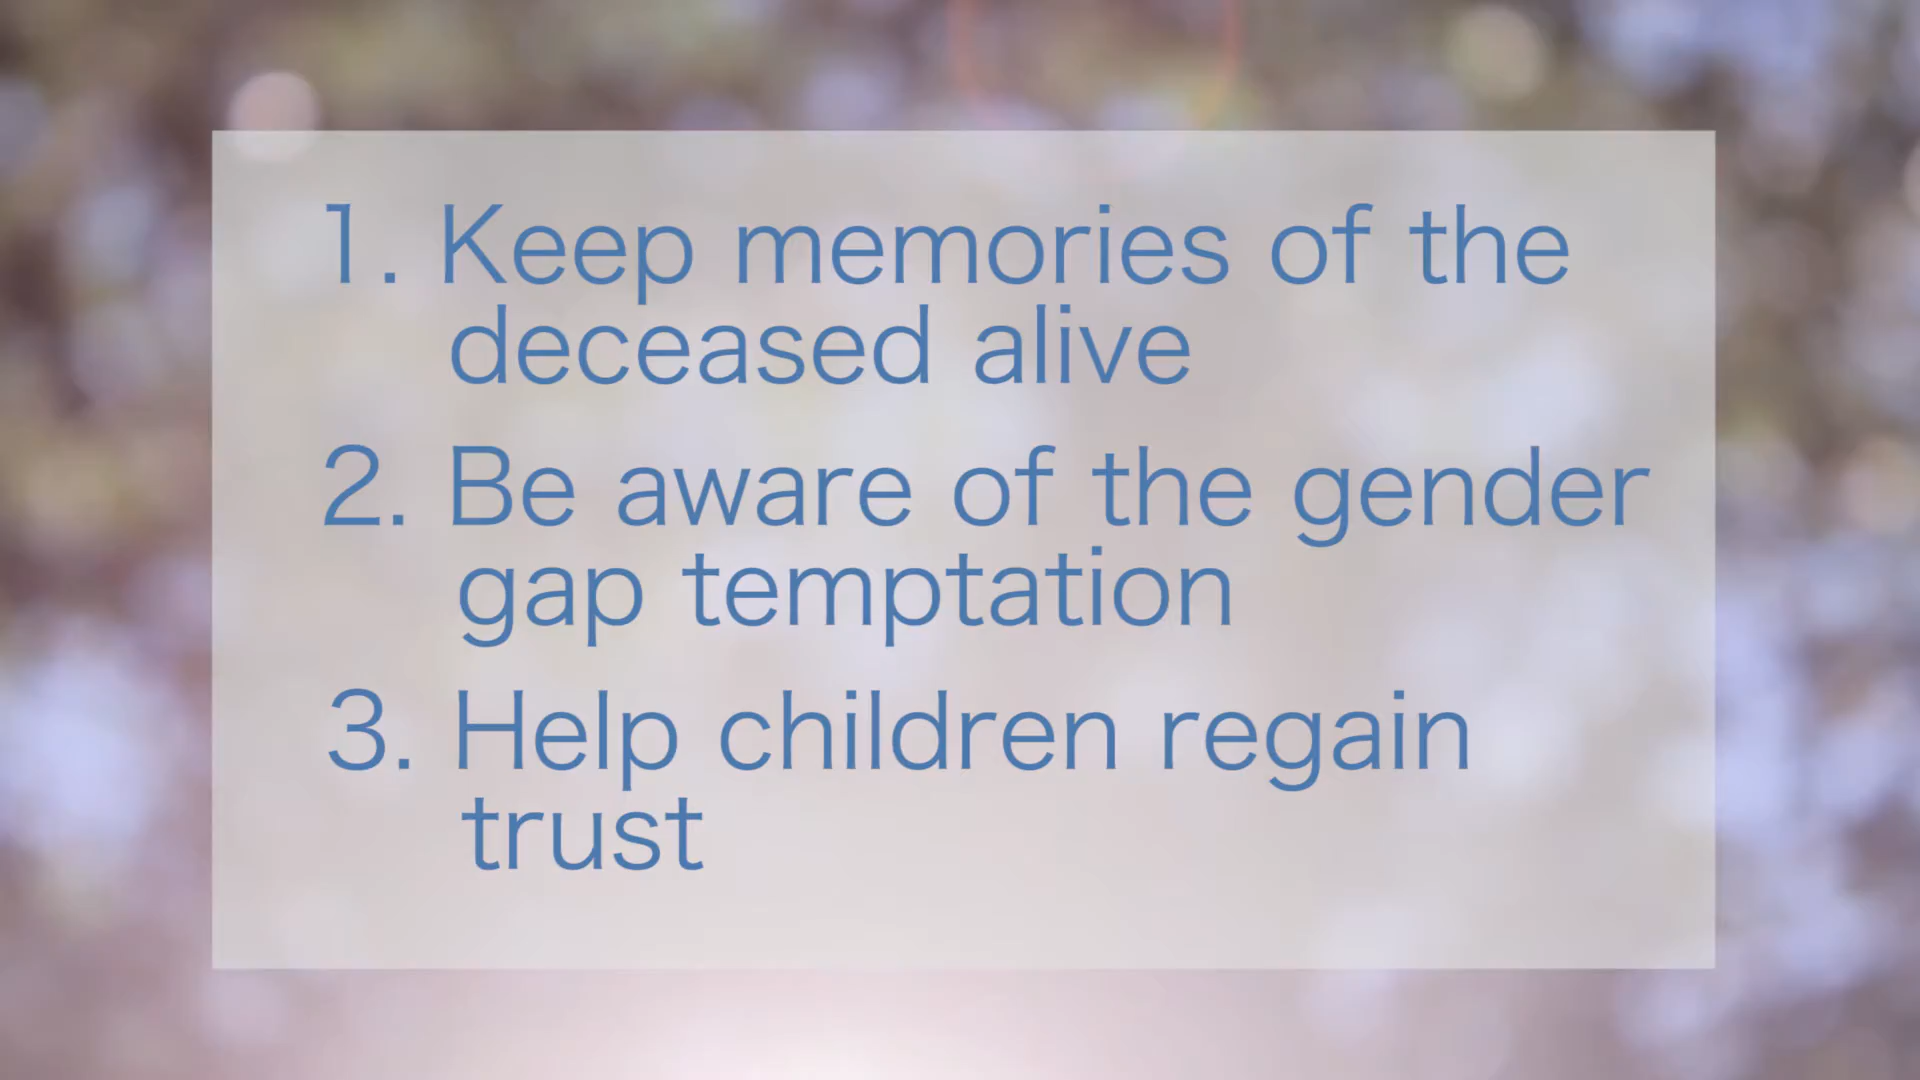 1. Keep memories of the
deceased alive
2. Be aware of the gender
gap temptation
3. Help children regain
trust